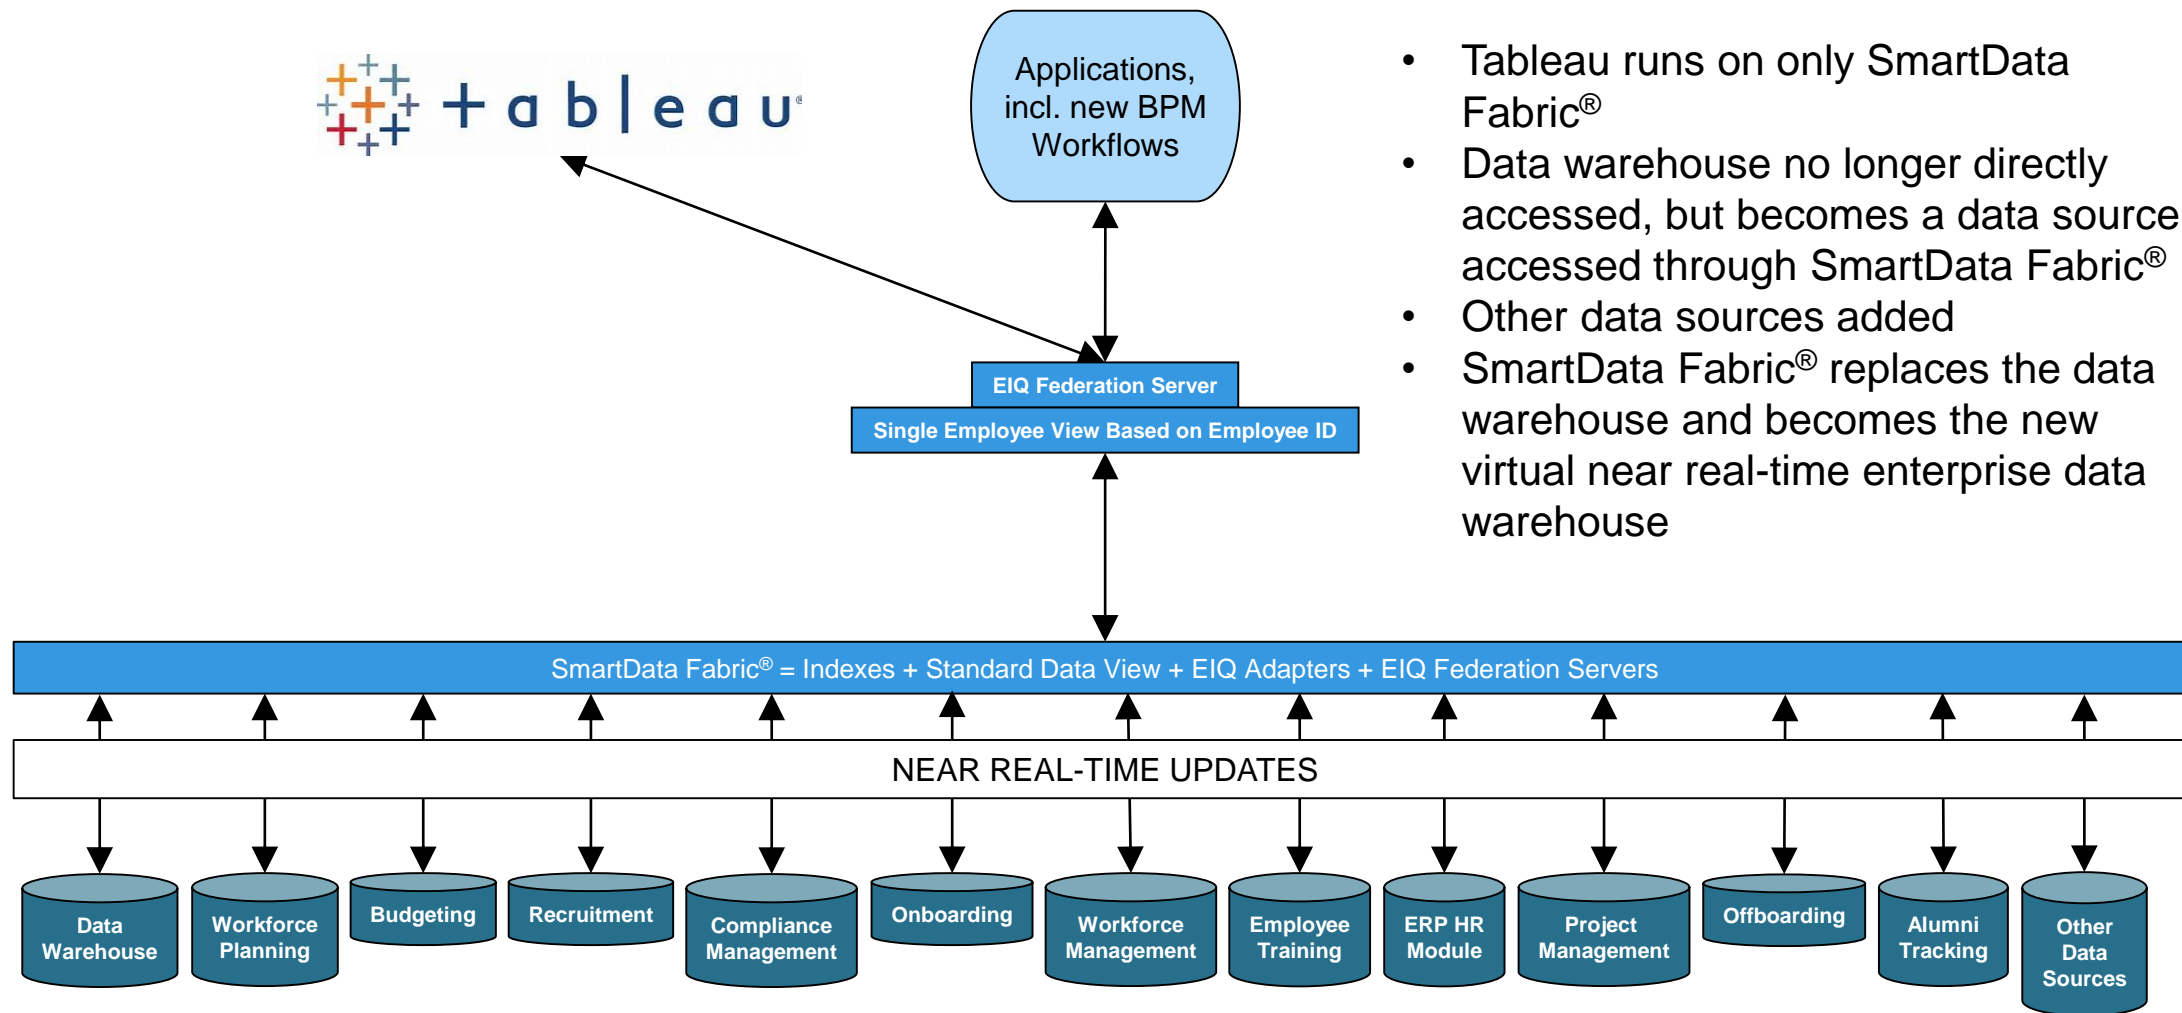 +ableau®
Applications,
incl. new BPM
Workflows
• Tableau runs on only SmartData
Fabric®
• Data warehouse no longer directly
accessed, but becomes a data source
accessed through SmartData Fabric®
• Other data sources added
• SmartData Fabric® replaces the data
warehouse and becomes the new
virtual near real-time enterprise data
warehouse
EIQ Federation Server
Single Employee View Based on Employee ID
SmartData Fabric® = Indexes + Standard Data View + EIQ Adapters + EIQ Federation Servers
NEAR REAL-TIME UPDATES
Data
Warehouse
Workforce
Planning
Budgeting
Recruitment
Compliance
Management
Onboarding
Workforce
Management
Employee
Training
ERP HR
Module
Project
Management
Offboarding
Alumni
Tracking
Other
Data
Sources